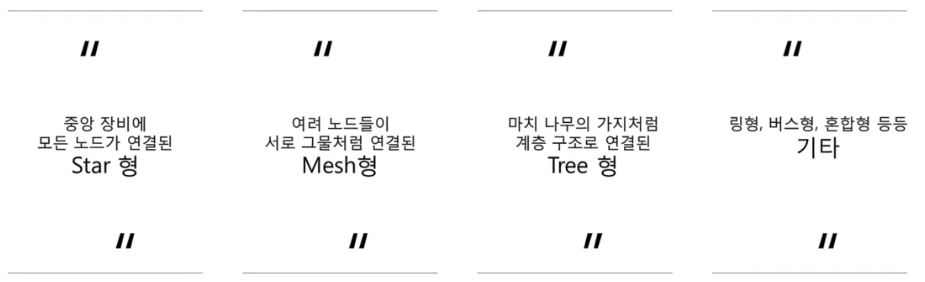 "
중앙 장비에
모든 노드가 연결된
Star 형
"
"
여려 노드들이
서로 그물처럼 연결된
Mesh형
"
"
마치 나무의 가지처럼
계층 구조로 연결된
Tree 형
"
"
링형, 버스형, 혼합형 등등
기타
"